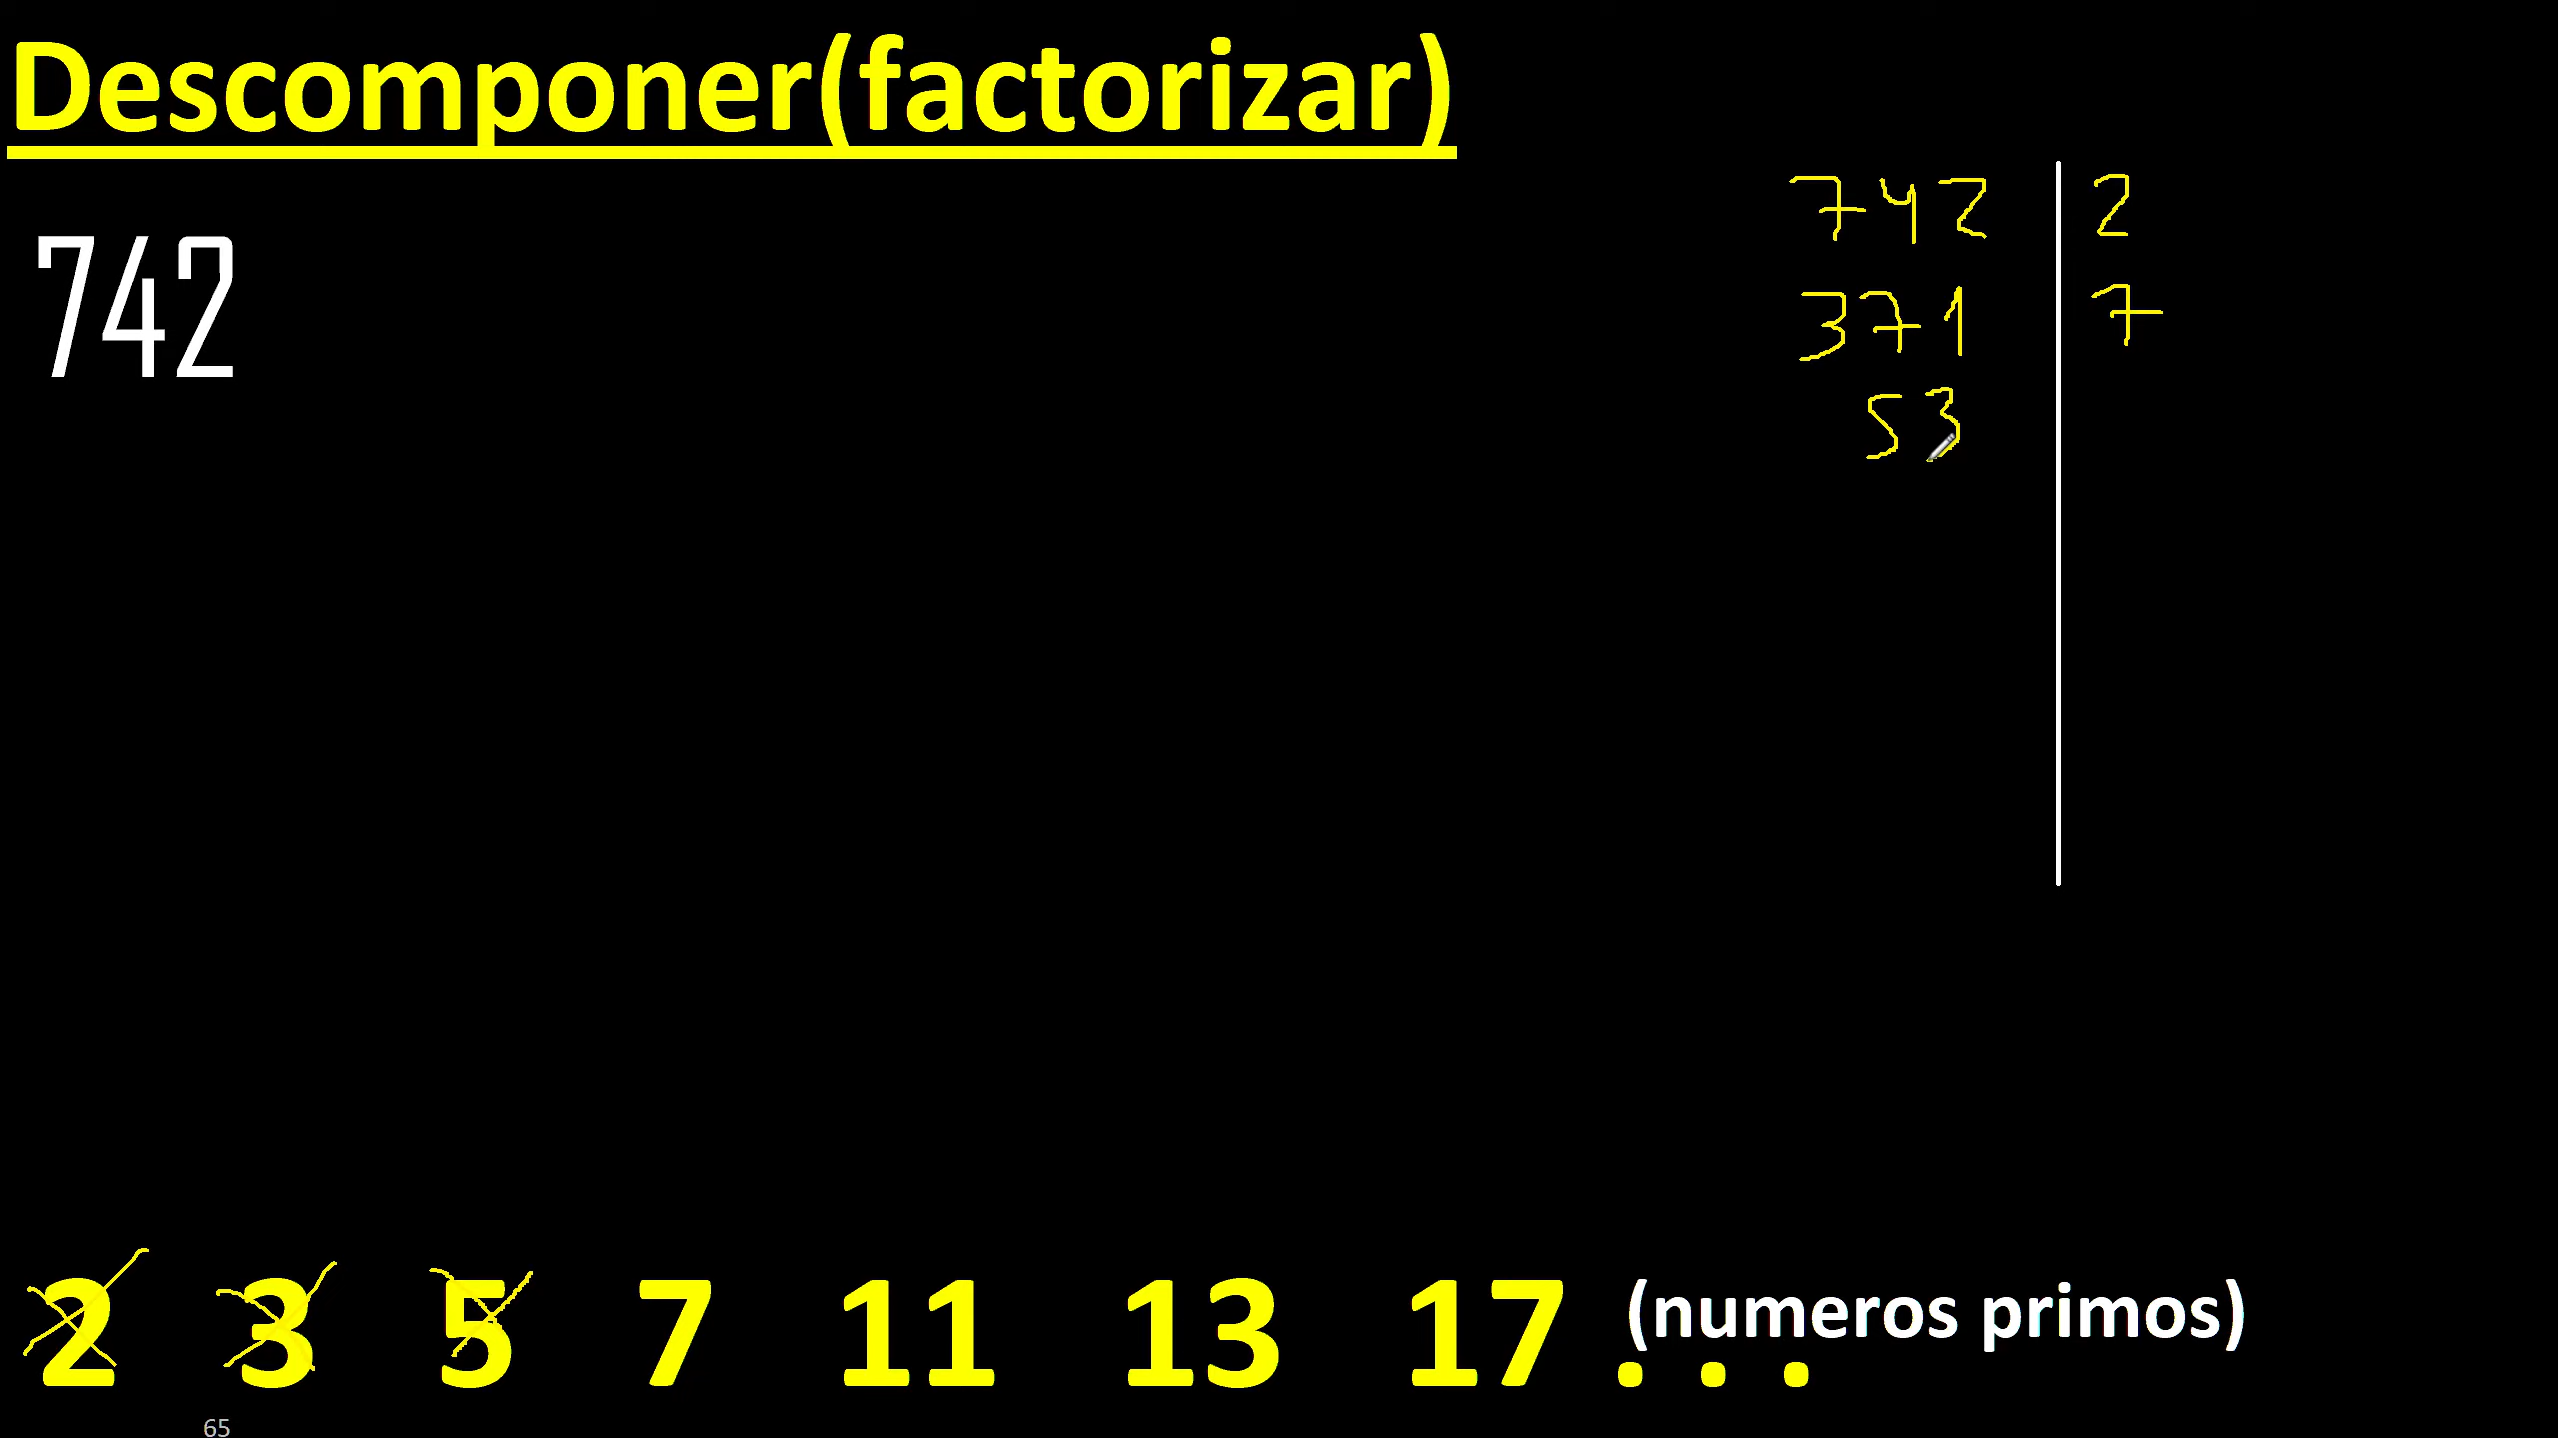 Descomponer(factorizar)
742
742 2
371 7
53
2 3 5 7 11 13 17 . . . (numeros primos)
65